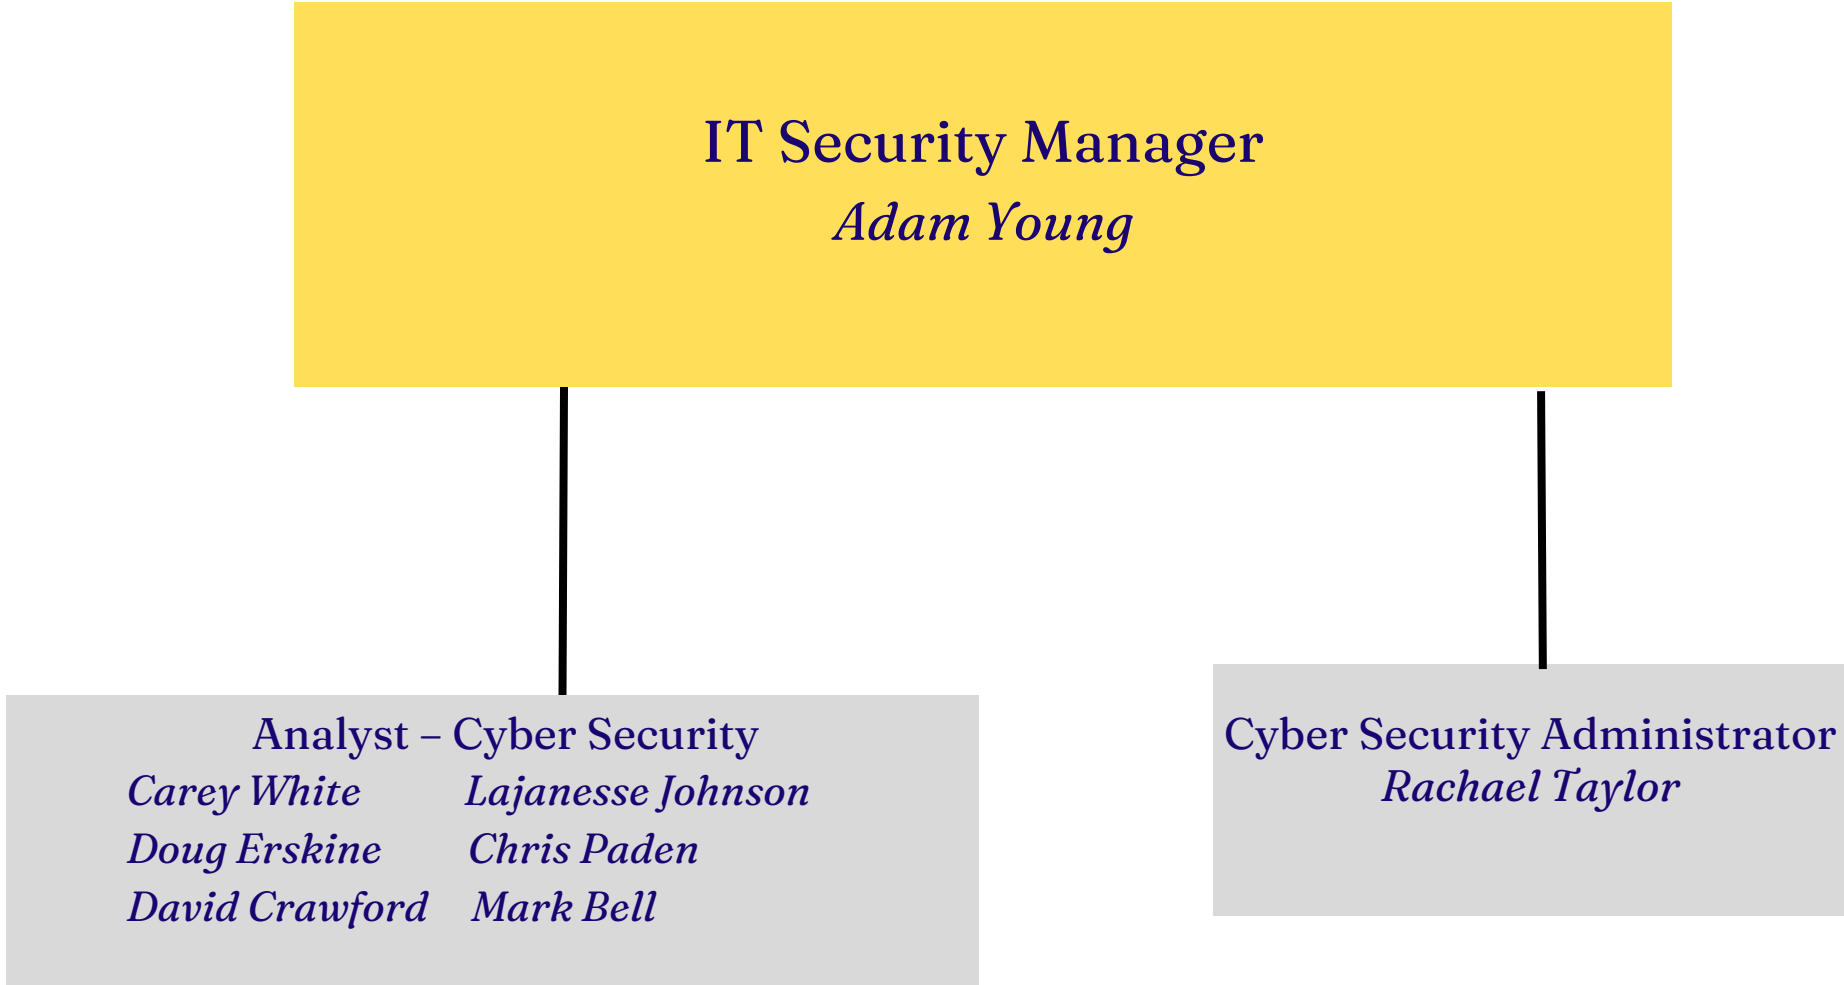 IT Security Manager
Adam Young
Analyst – Cyber Security
Carey White Lajanesse Johnson
Doug Erskine Chris Paden
David Crawford Mark Bell
Cyber Security Administrator
Rachael Taylor